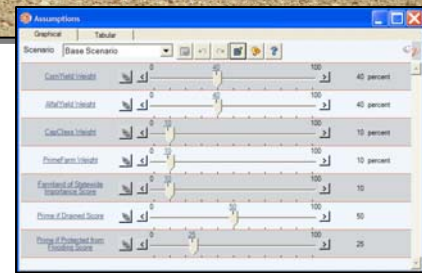 Assumptions
Graphical Tabular
Scenario Base Scenario
0 40 100
CornYield Weight 40 percent
0 40 100
AlfalYield Weight 40 percent
0 10 100
CapClass Weight 10 percent
0 10 100
PrimeFarm Weight 10 percent
0 10 100
Farmland of Statewide
Importance Score 10
0 50 100
Prime if Drained Score 50
0 25 100
Prime if Protected from
Flooding Score 25